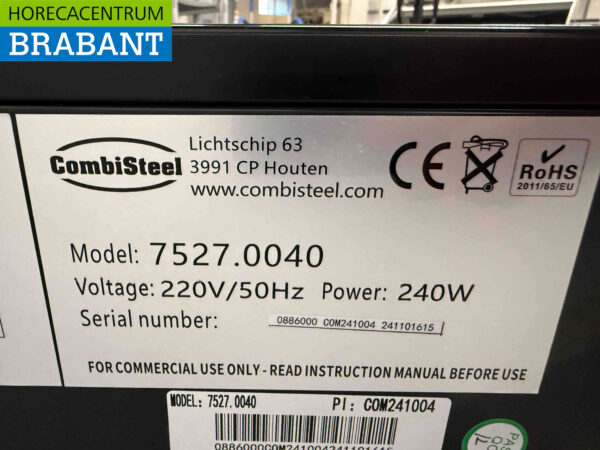 HORECACENTRUM
BRABANT
CombiSteel
Lichtschip 63
3991 CP Houten
www.combisteel.com
CE
RoHS
2011/65/EU
Model: 7527.0040
Voltage: 220V/50Hz Power: 240W
Serial number: 0886000 COM241004 241101615
FOR COMMERCIAL USE ONLY - READ INSTRUCTION MANUAL BEFORE USE
MODEL: 7527.0040 PI: COM241004
0886000COM241004241101615